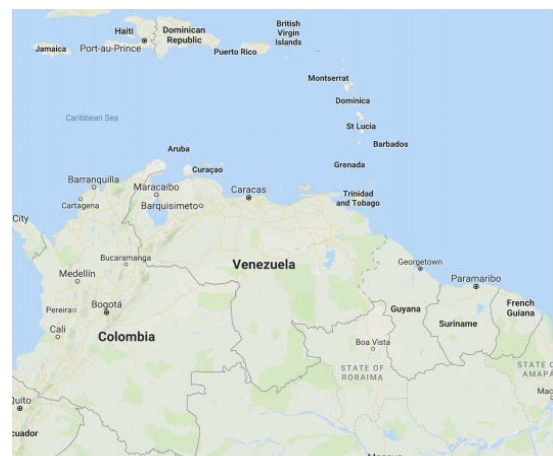 Haiti
Dominican
Republic
British
Virgin
Islands
Jamaica
Port-au-Prince
Puerto Rico
Montserrat
Dominica
Caribbean Sea
St Lucia
Barbados
Aruba
Grenada
Curaçao
Barranquilla
Maracaibo
Caracas
Trinidad
and Tobago
Cartagena
Barquisimeto
City
Bucaramanga
Venezuela
Georgetown
Medellín
Paramaribo
Pereira
Bogotá
Guyana
French
Guiana
Suriname
Cali
Colombia
Boa Vista
STATE OF
RORAIMA
STATE OF
AMAPA
Quito
cuador